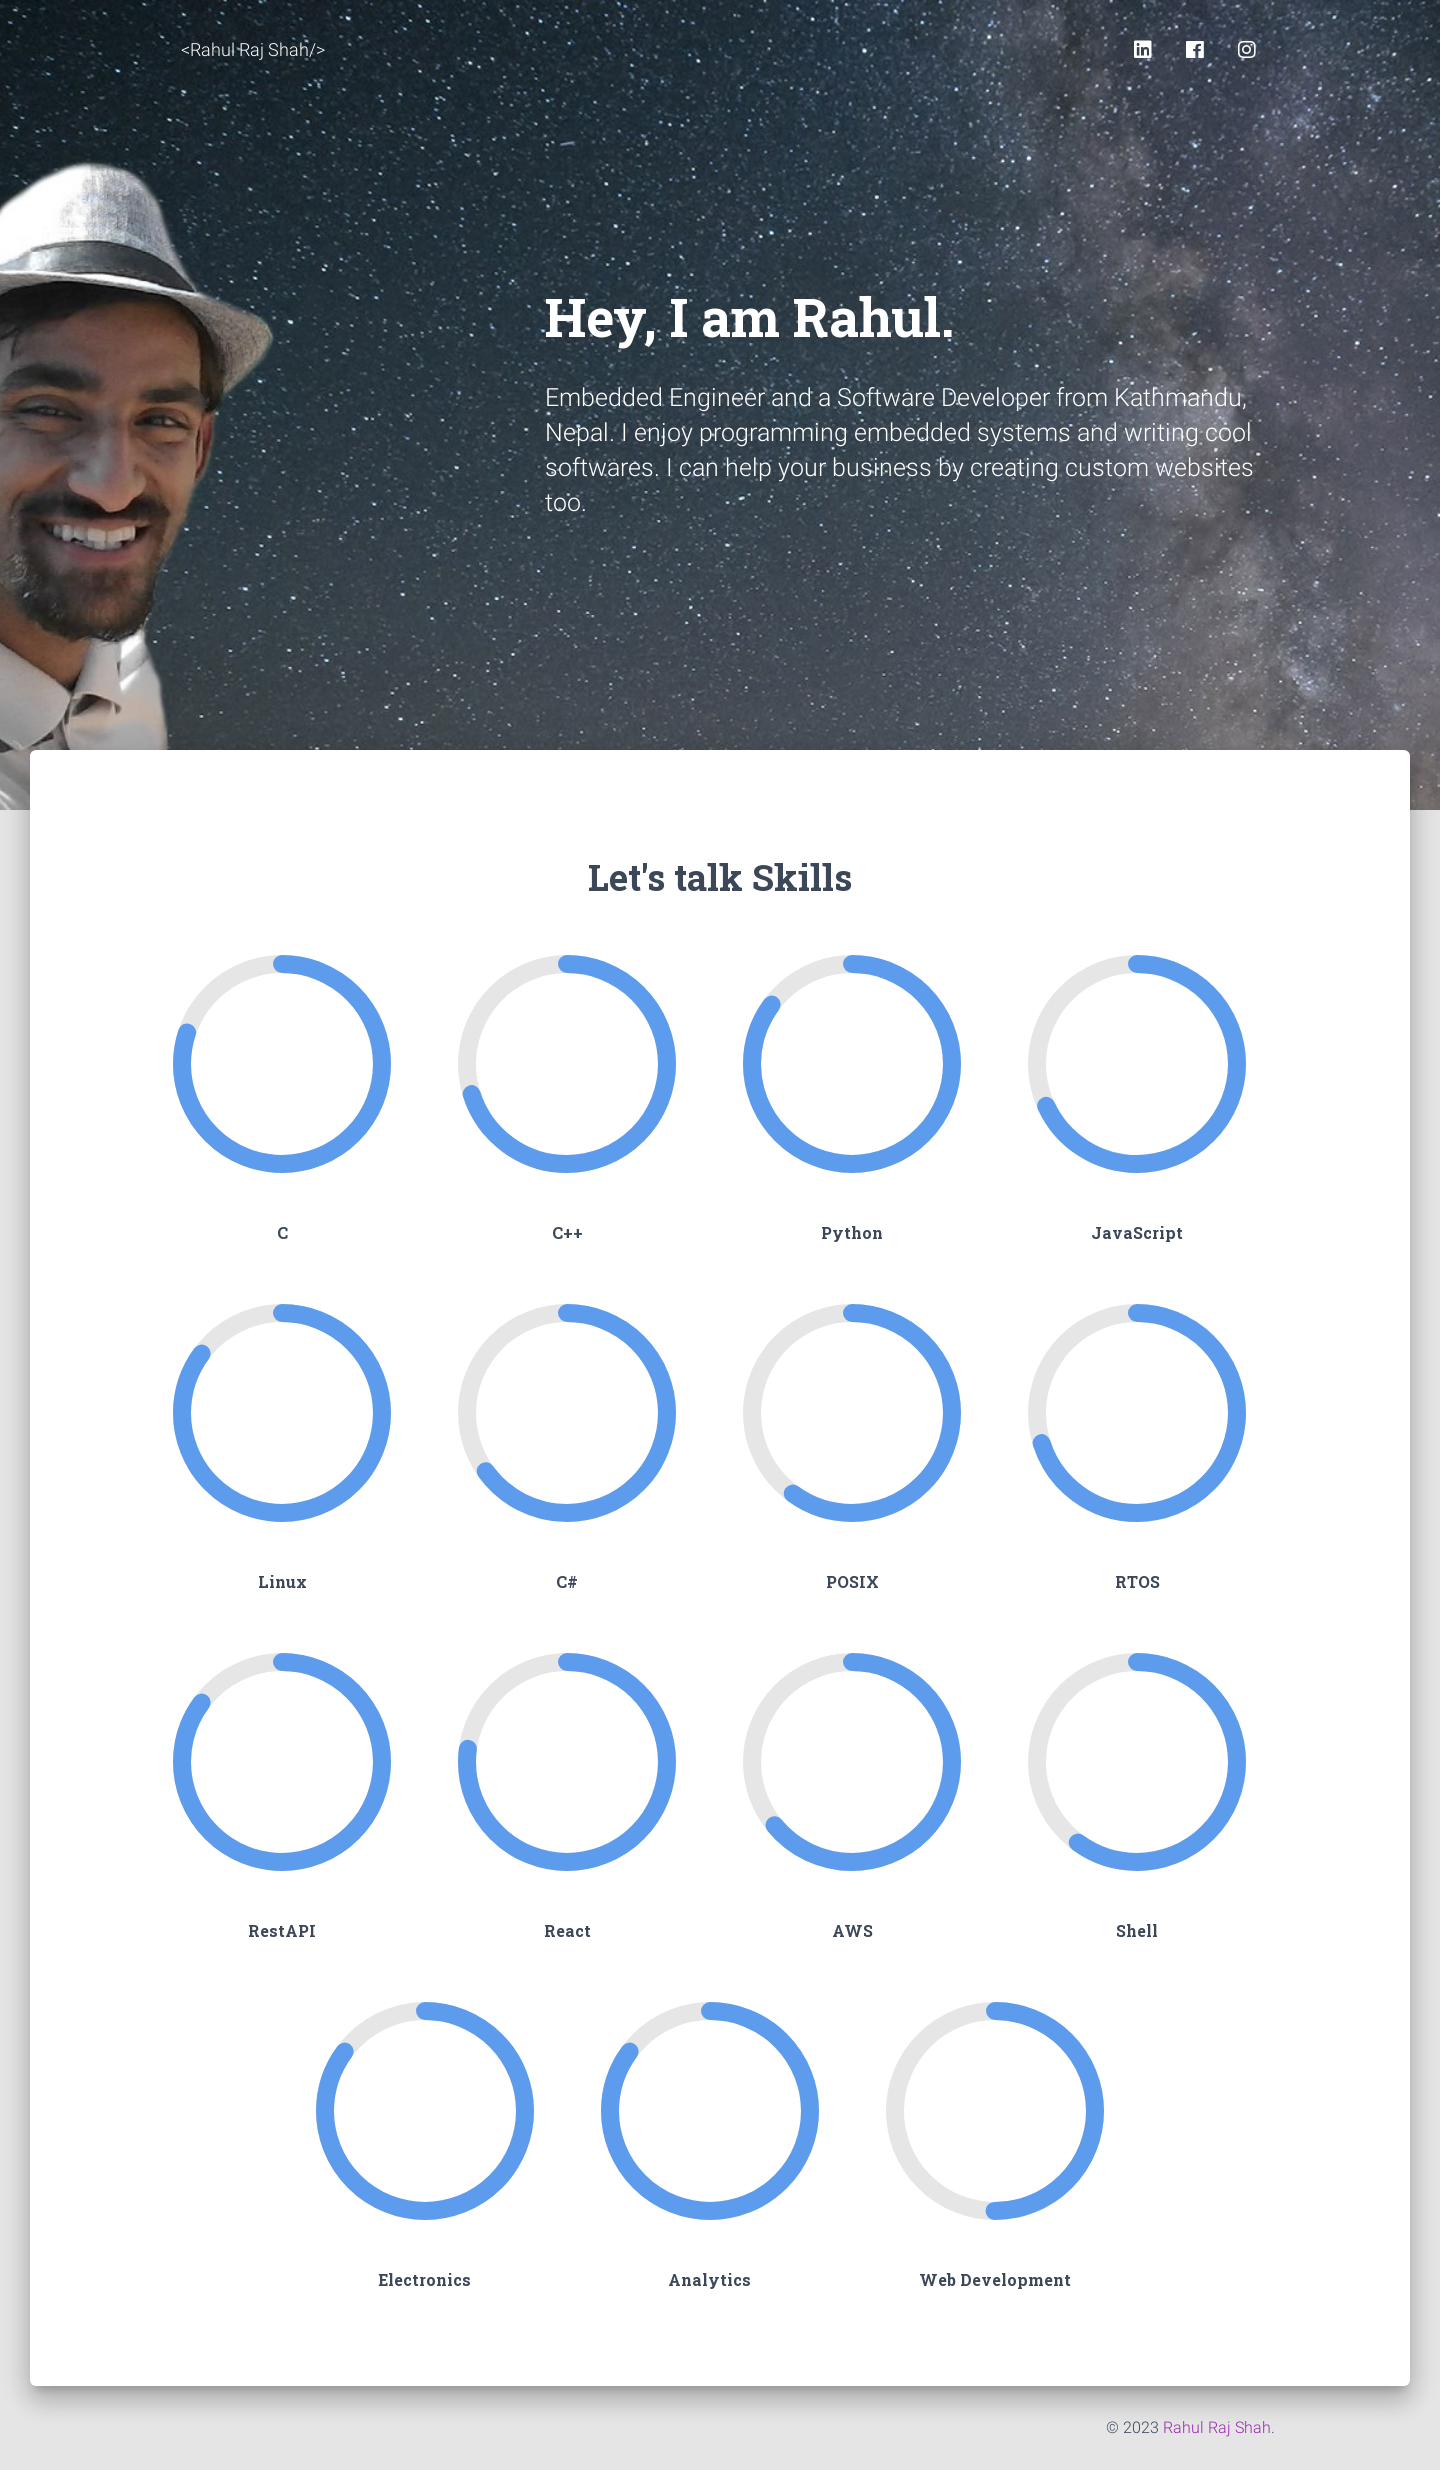 <Rahul Raj Shah/>
Hey, I am Rahul.
Embedded Engineer and a Software Developer from Kathmandu,
Nepal. I enjoy programming embedded systems and writing cool
softwares. I can help your business by creating custom websites
too.
Let's talk Skills
C
C++
Python
JavaScript
Linux
C#
POSIX
RTOS
RestAPI
React
AWS
Shell
Electronics
Analytics
Web Development
© 2023 Rahul Raj Shah.